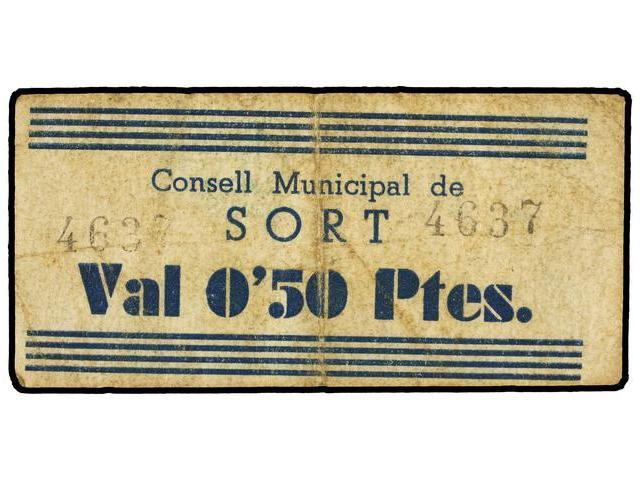 Consell Municipal de
4637 SORT 4637
Val 0'50 Ptes.